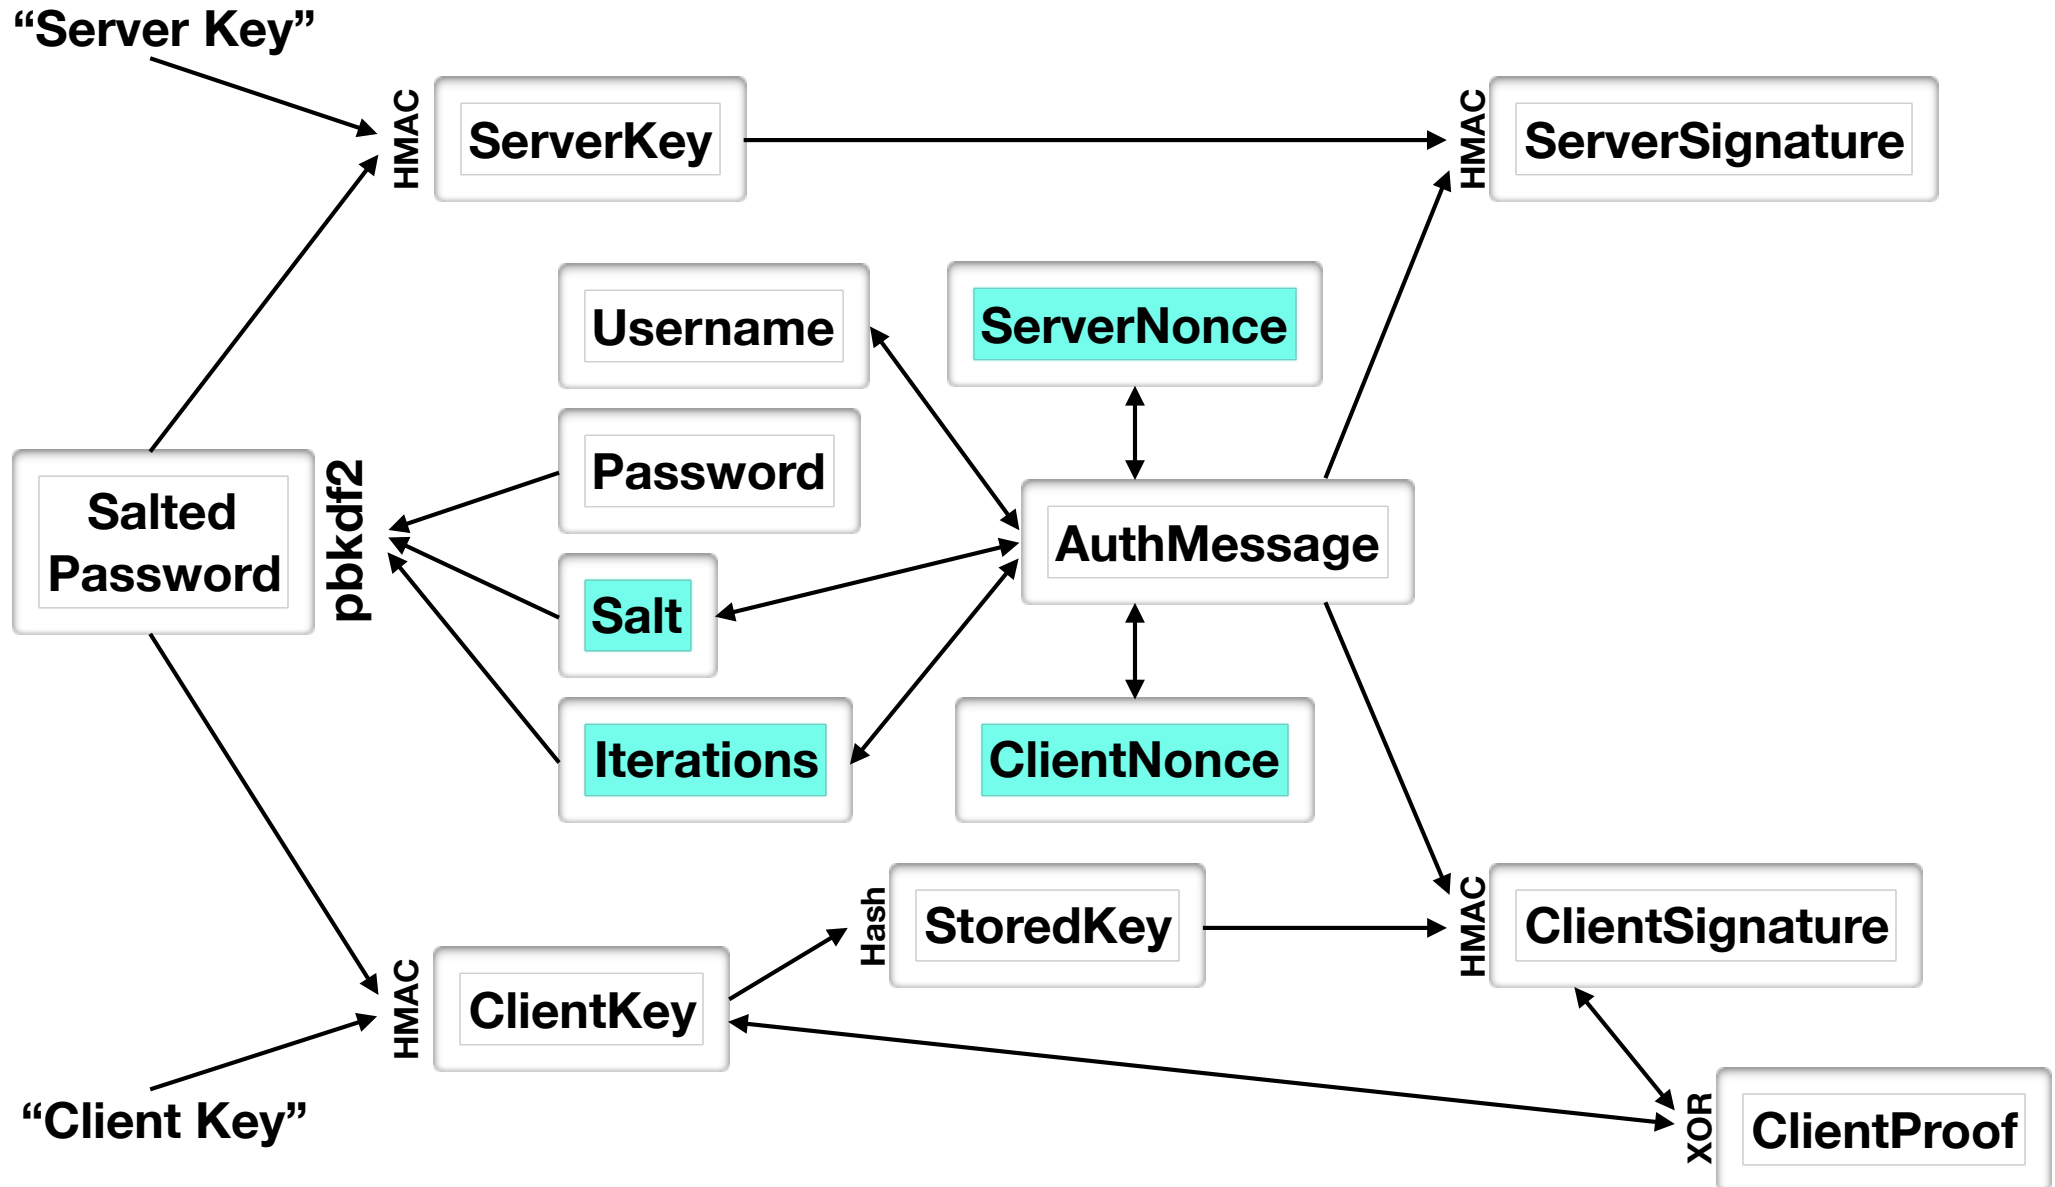 “Server Key”
HMAC
ServerKey
HMAC
ServerSignature
Username
ServerNonce
Password
Salted
Password
pbkdf2
AuthMessage
Salt
Iterations
ClientNonce
Hash
StoredKey
HMAC
ClientSignature
HMAC
ClientKey
“Client Key”
XOR
ClientProof